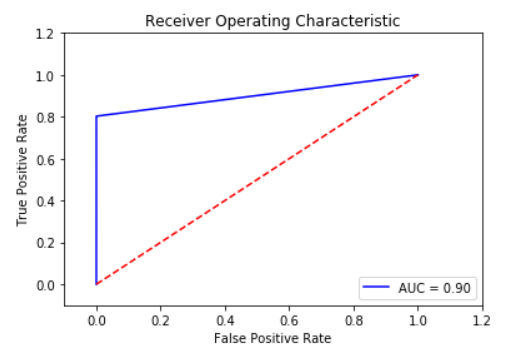 Receiver Operating Characteristic
1.2
1.0
0.8
0.6
0.4
0.2
0.0
True Positive Rate
AUC = 0.90
0.0 0.2 0.4 0.6 0.8 1.0 1.2
False Positive Rate